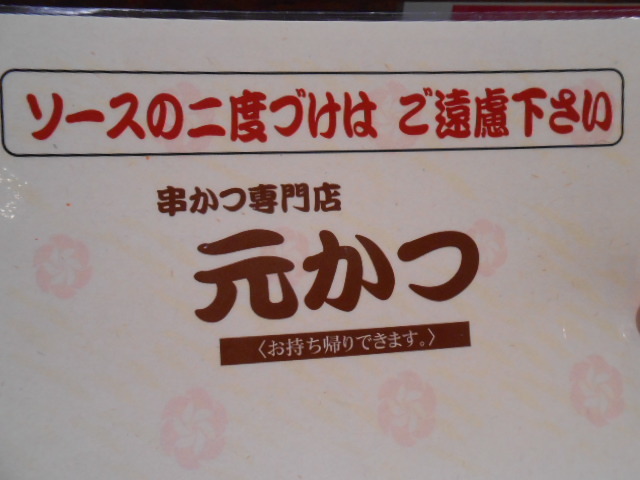 ソースの二度づけは ご遠慮下さい
串かつ専門店
元かつ
〈お持ち帰りできます。〉